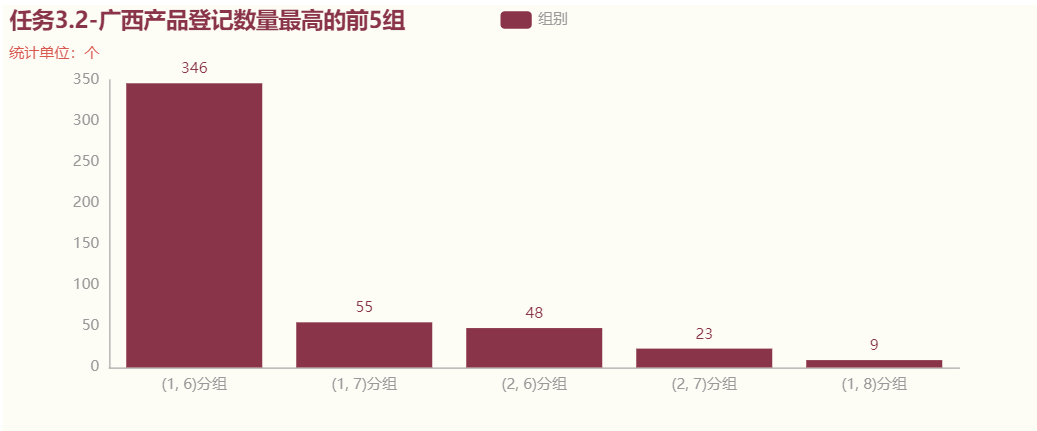 任务3.2-广西产品登记数量最高的前5组
组别
统计单位：个
346
350
300
250
200
150
100
50
0
55
48
23
9
(1, 6)分组
(1, 7)分组
(2, 6)分组
(2, 7)分组
(1, 8)分组